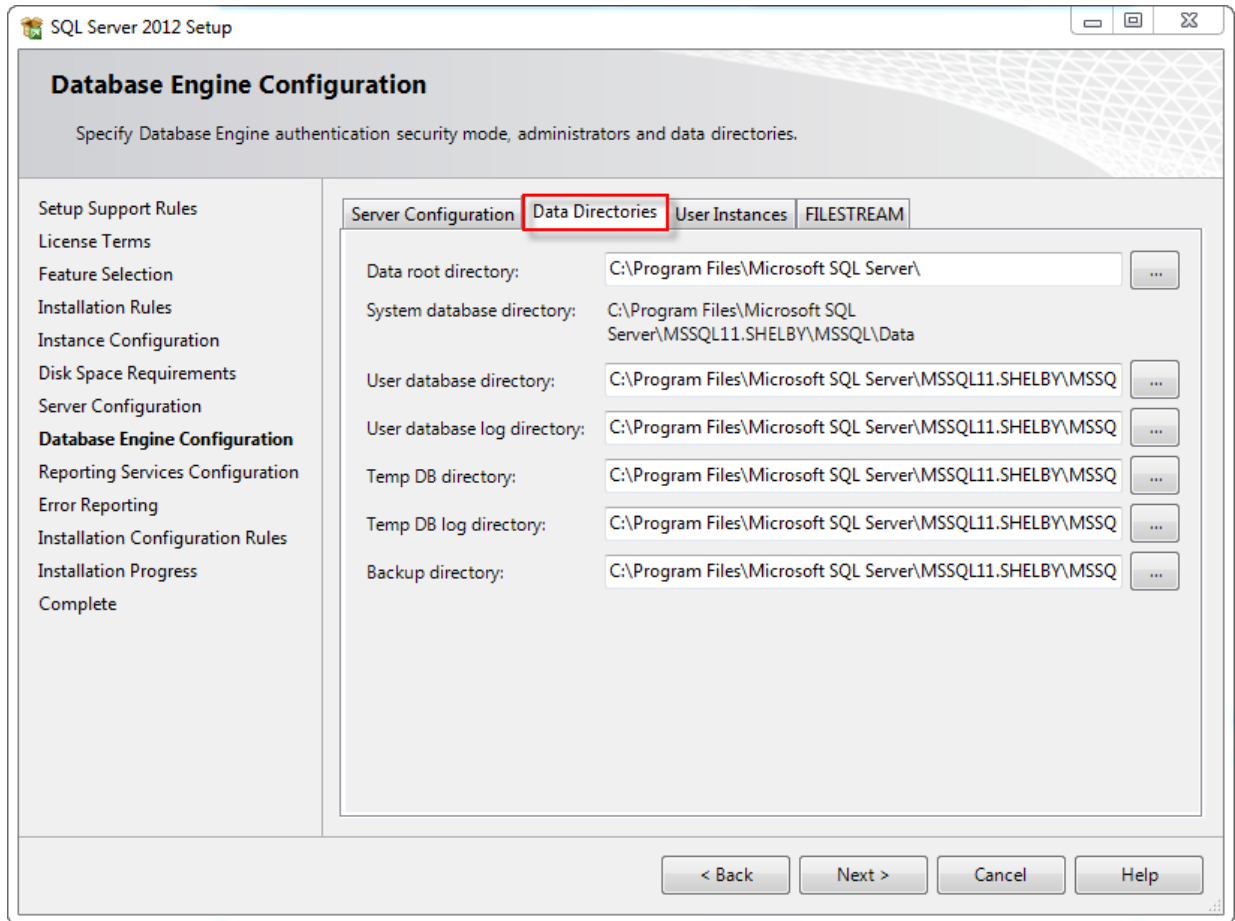 SQL Server 2012 Setup
Database Engine Configuration
Specify Database Engine authentication security mode, administrators and data directories.
Setup Support Rules
License Terms
Feature Selection
Installation Rules
Instance Configuration
Disk Space Requirements
Server Configuration
Database Engine Configuration
Reporting Services Configuration
Error Reporting
Installation Configuration Rules
Installation Progress
Complete
Server Configuration Data Directories User Instances FILESTREAM
Data root directory: C:\Program Files\Microsoft SQL Server\ ...
System database directory: C:\Program Files\Microsoft SQL
Server\MSSQL11.SHELBY\MSSQL\Data
User database directory: C:\Program Files\Microsoft SQL Server\MSSQL11.SHELBY\MSSQ ...
User database log directory: C:\Program Files\Microsoft SQL Server\MSSQL11.SHELBY\MSSQ ...
Temp DB directory: C:\Program Files\Microsoft SQL Server\MSSQL11.SHELBY\MSSQ ...
Temp DB log directory: C:\Program Files\Microsoft SQL Server\MSSQL11.SHELBY\MSSQ ...
Backup directory: C:\Program Files\Microsoft SQL Server\MSSQL11.SHELBY\MSSQ ...
< Back Next > Cancel Help